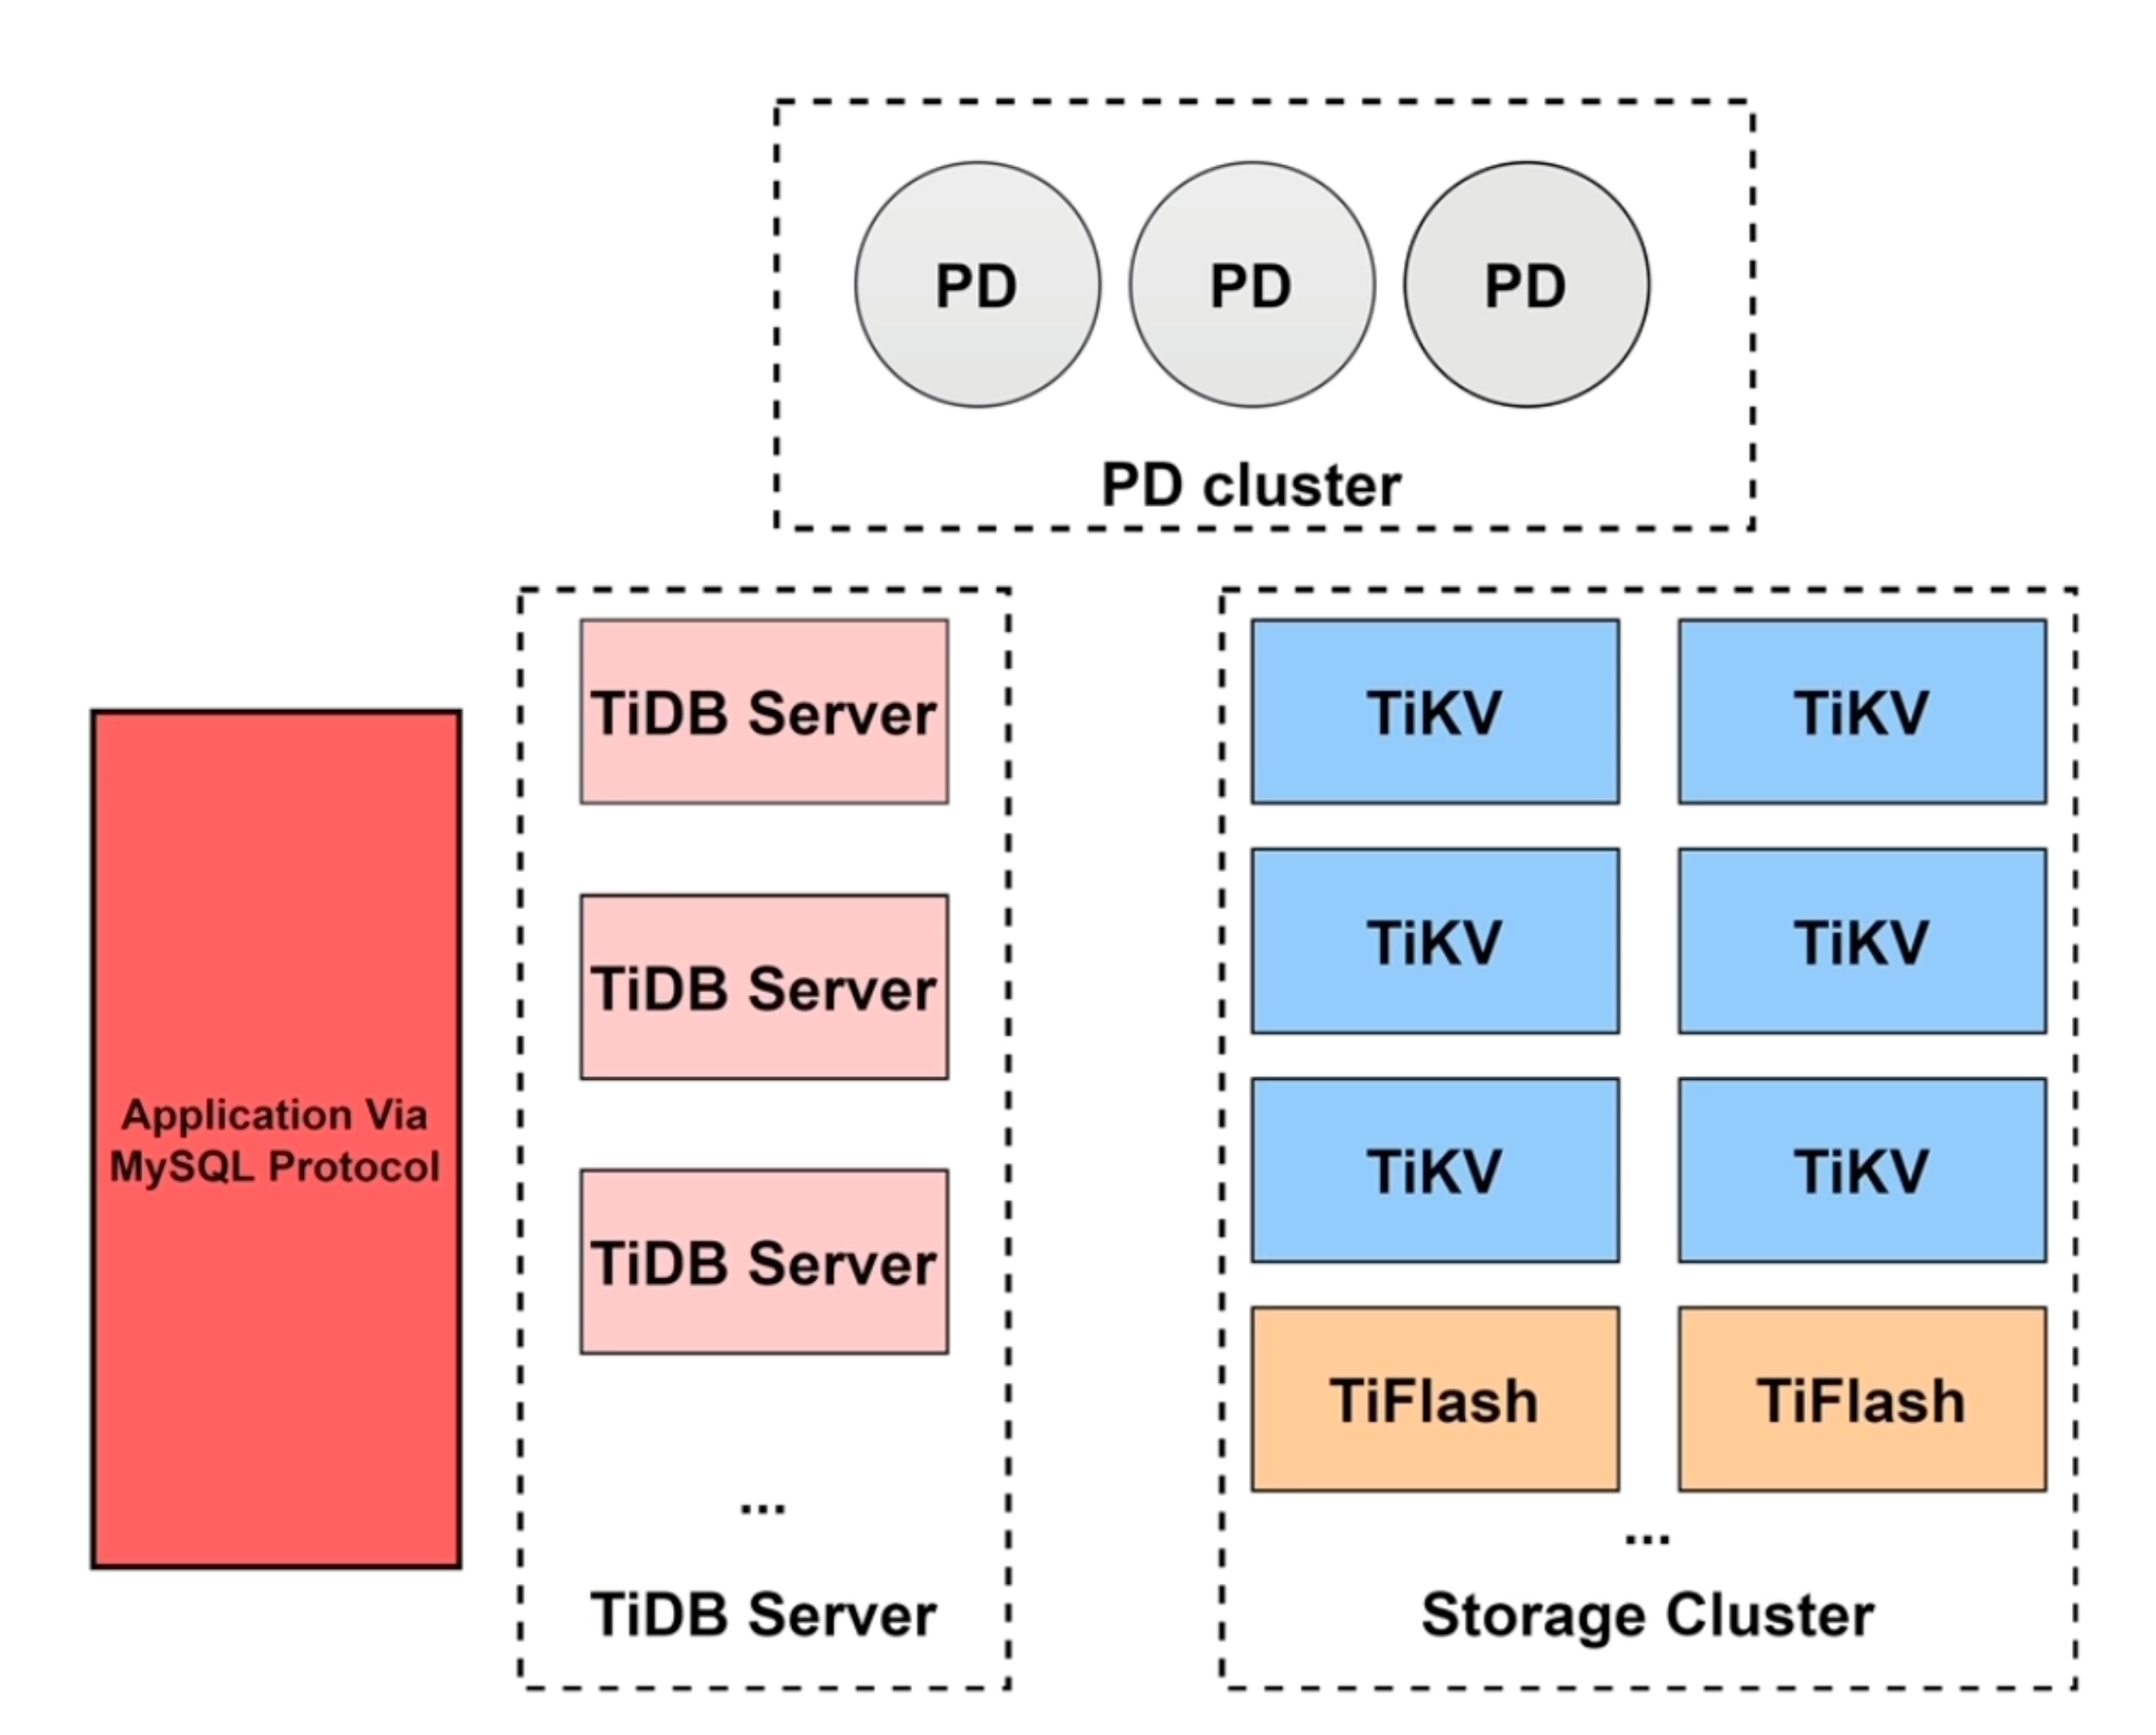 PD PD PD
PD cluster
Application Via
MySQL Protocol
TiDB Server
TiDB Server
TiDB Server
...
TiDB Server
TiKV TiKV
TiKV TiKV
TiKV TiKV
TiFlash TiFlash
...
Storage Cluster